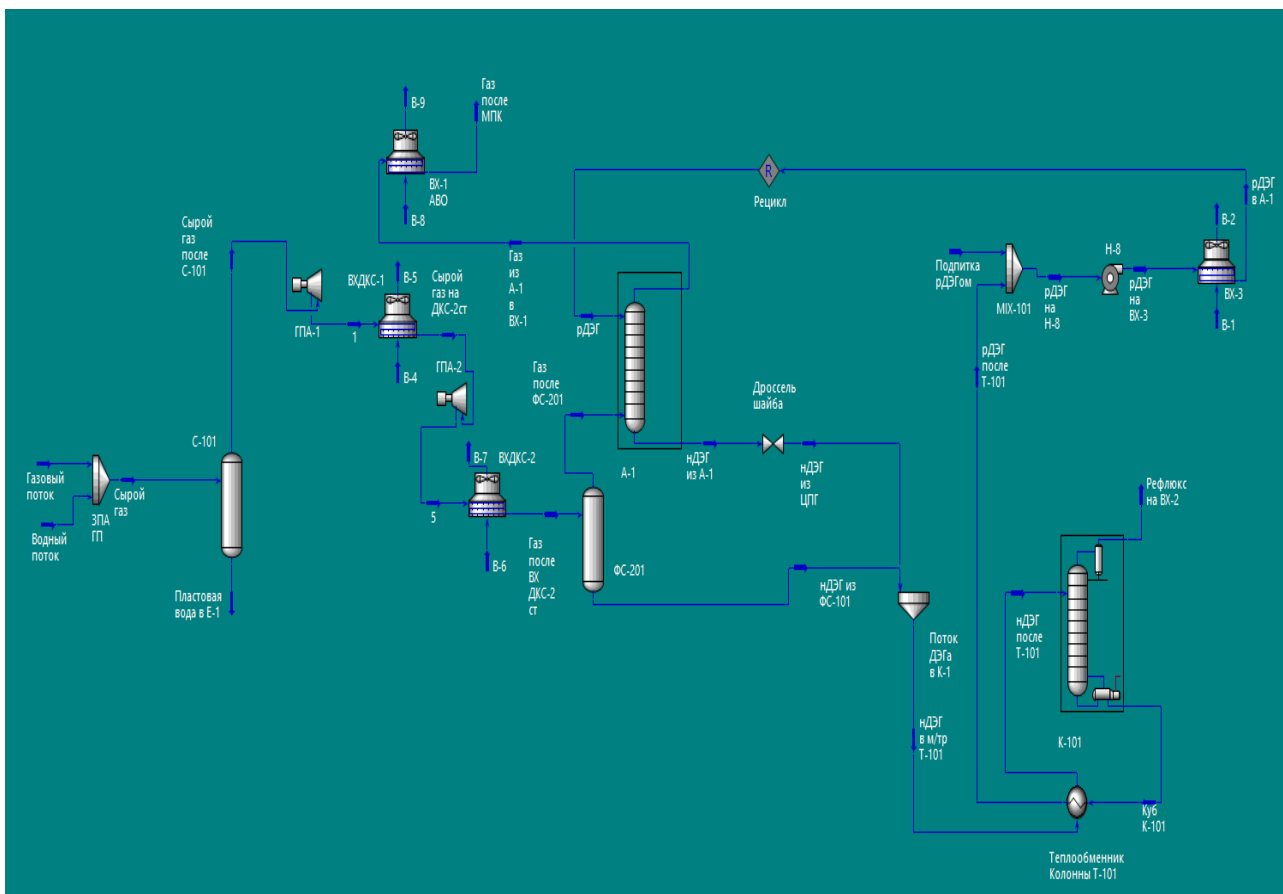 В-9
Газ
после
МПК
ВХ-1
АВО
В-8
Рецикл
рДЭГ
в А-1
Сырой
газ
после
С-101
ГПА-1
1
ВХДКС-1
В-5
Сырой
газ на
ДКС-2ст
В-4
Газ
из
А-1
в
ВХ-1
рДЭГ
А-1
ГПА-2
Газ
после
ФС-201
5
В-7
ВХДКС-2
В-6
Газ
после
ВХ
ДКС-2
ст
ФС-201
нДЭГ
из А-1
Дроссель
шайба
нДЭГ
из
ЦПГ
нДЭГ из
ФС-101
Поток
ДЭГа
в К-1
нДЭГ
в м/тр
Т-101
Газовый
поток
Водный
поток
ЗПА
ГП
Сырой
газ
С-101
Пластовая
вода в Е-1
Подпитка
рДЭГом
MIX-101
рДЭГ
на
Н-8
Н-8
рДЭГ
на
ВХ-3
В-2
ВХ-3
В-1
рДЭГ
после
Т-101
Рефлюкс
на ВХ-2
нДЭГ
после
Т-101
К-101
Куб
К-101
Теплообменник
Колонны Т-101
R